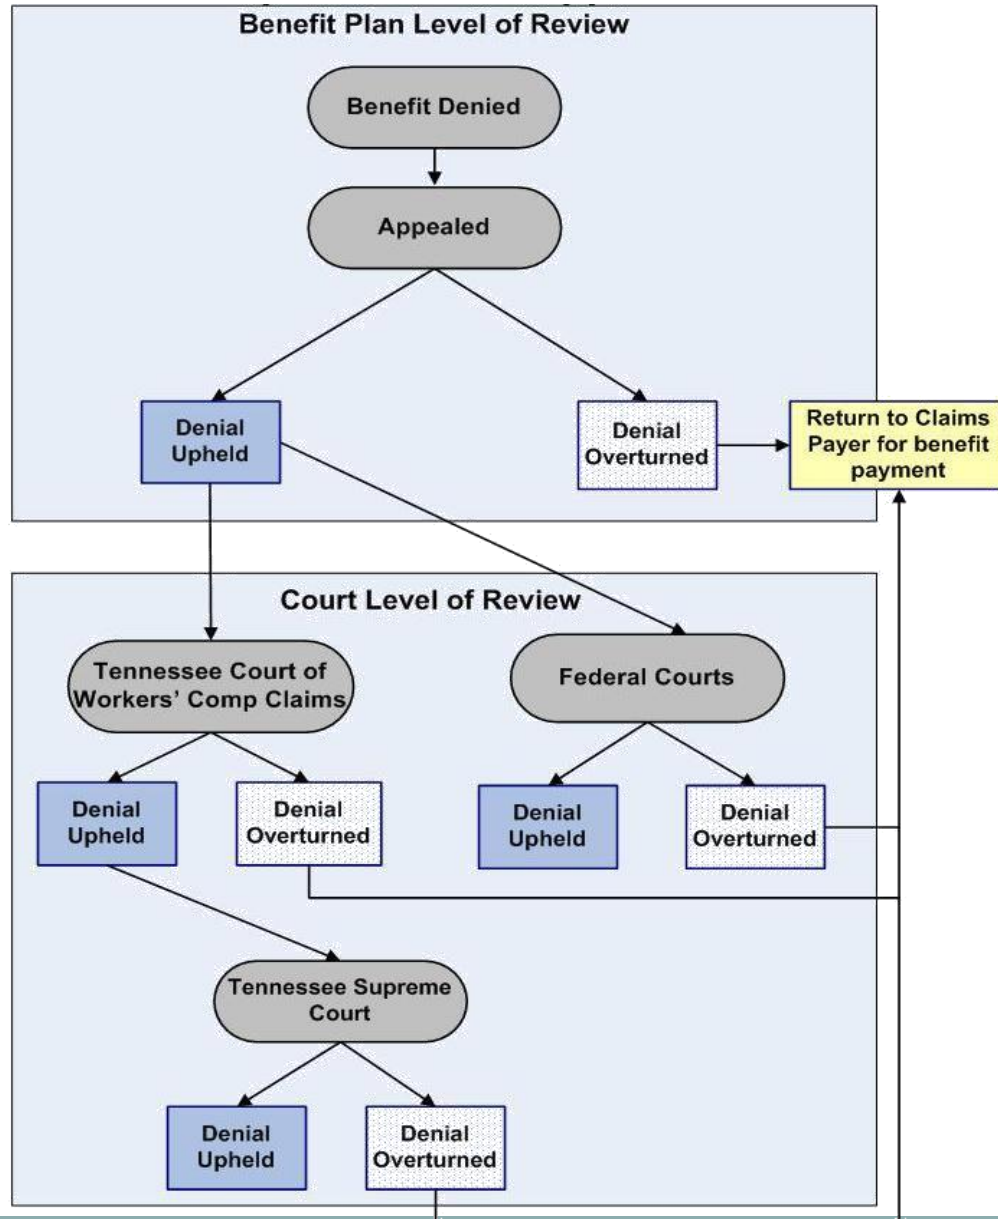 Benefit Plan Level of Review
Benefit Denied
Appealed
Denial
Upheld
Denial
Overturned
Return to Claims
Payer for benefit
payment
Court Level of Review
Tennessee Court of
Workers’ Comp Claims
Federal Courts
Denial
Upheld
Denial
Overturned
Denial
Upheld
Denial
Overturned
Tennessee Supreme
Court
Denial
Upheld
Denial
Overturned